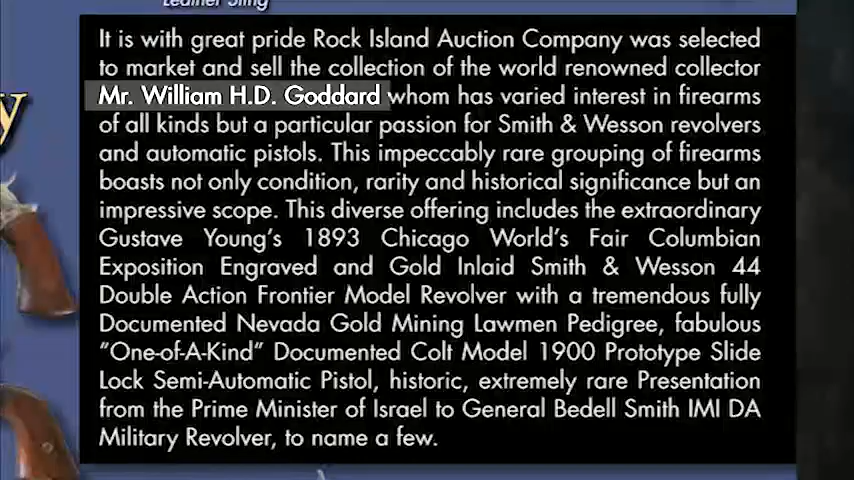 Leather Sling
It is with great pride Rock Island Auction Company was selected
to market and sell the collection of the world renowned collector
Mr. William H.D. Goddard whom has varied interest in firearms
of all kinds but a particular passion for Smith & Wesson revolvers
and automatic pistols. This impeccably rare grouping of firearms
boasts not only condition, rarity and historical significance but an
impressive scope. This diverse offering includes the extraordinary
Gustave Young's 1893 Chicago World's Fair Columbian
Exposition Engraved and Gold Inlaid Smith & Wesson 44
Double Action Frontier Model Revolver with a tremendous fully
Documented Nevada Gold Mining Lawmen Pedigree, fabulous
"One-of-A-Kind" Documented Colt Model 1900 Prototype Slide
Lock Semi-Automatic Pistol, historic, extremely rare Presentation
from the Prime Minister of Israel to General Bedell Smith IMI DA
Military Revolver, to name a few.